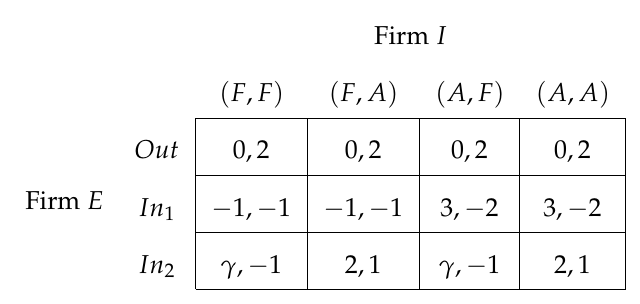 Firm I
(F, F) (F, A) (A, F) (A, A)
Out 0, 2 0, 2 0, 2 0, 2
Firm E In₁ −1, −1 −1, −1 3, −2 3, −2
In₂ γ, −1 2, 1 γ, −1 2, 1